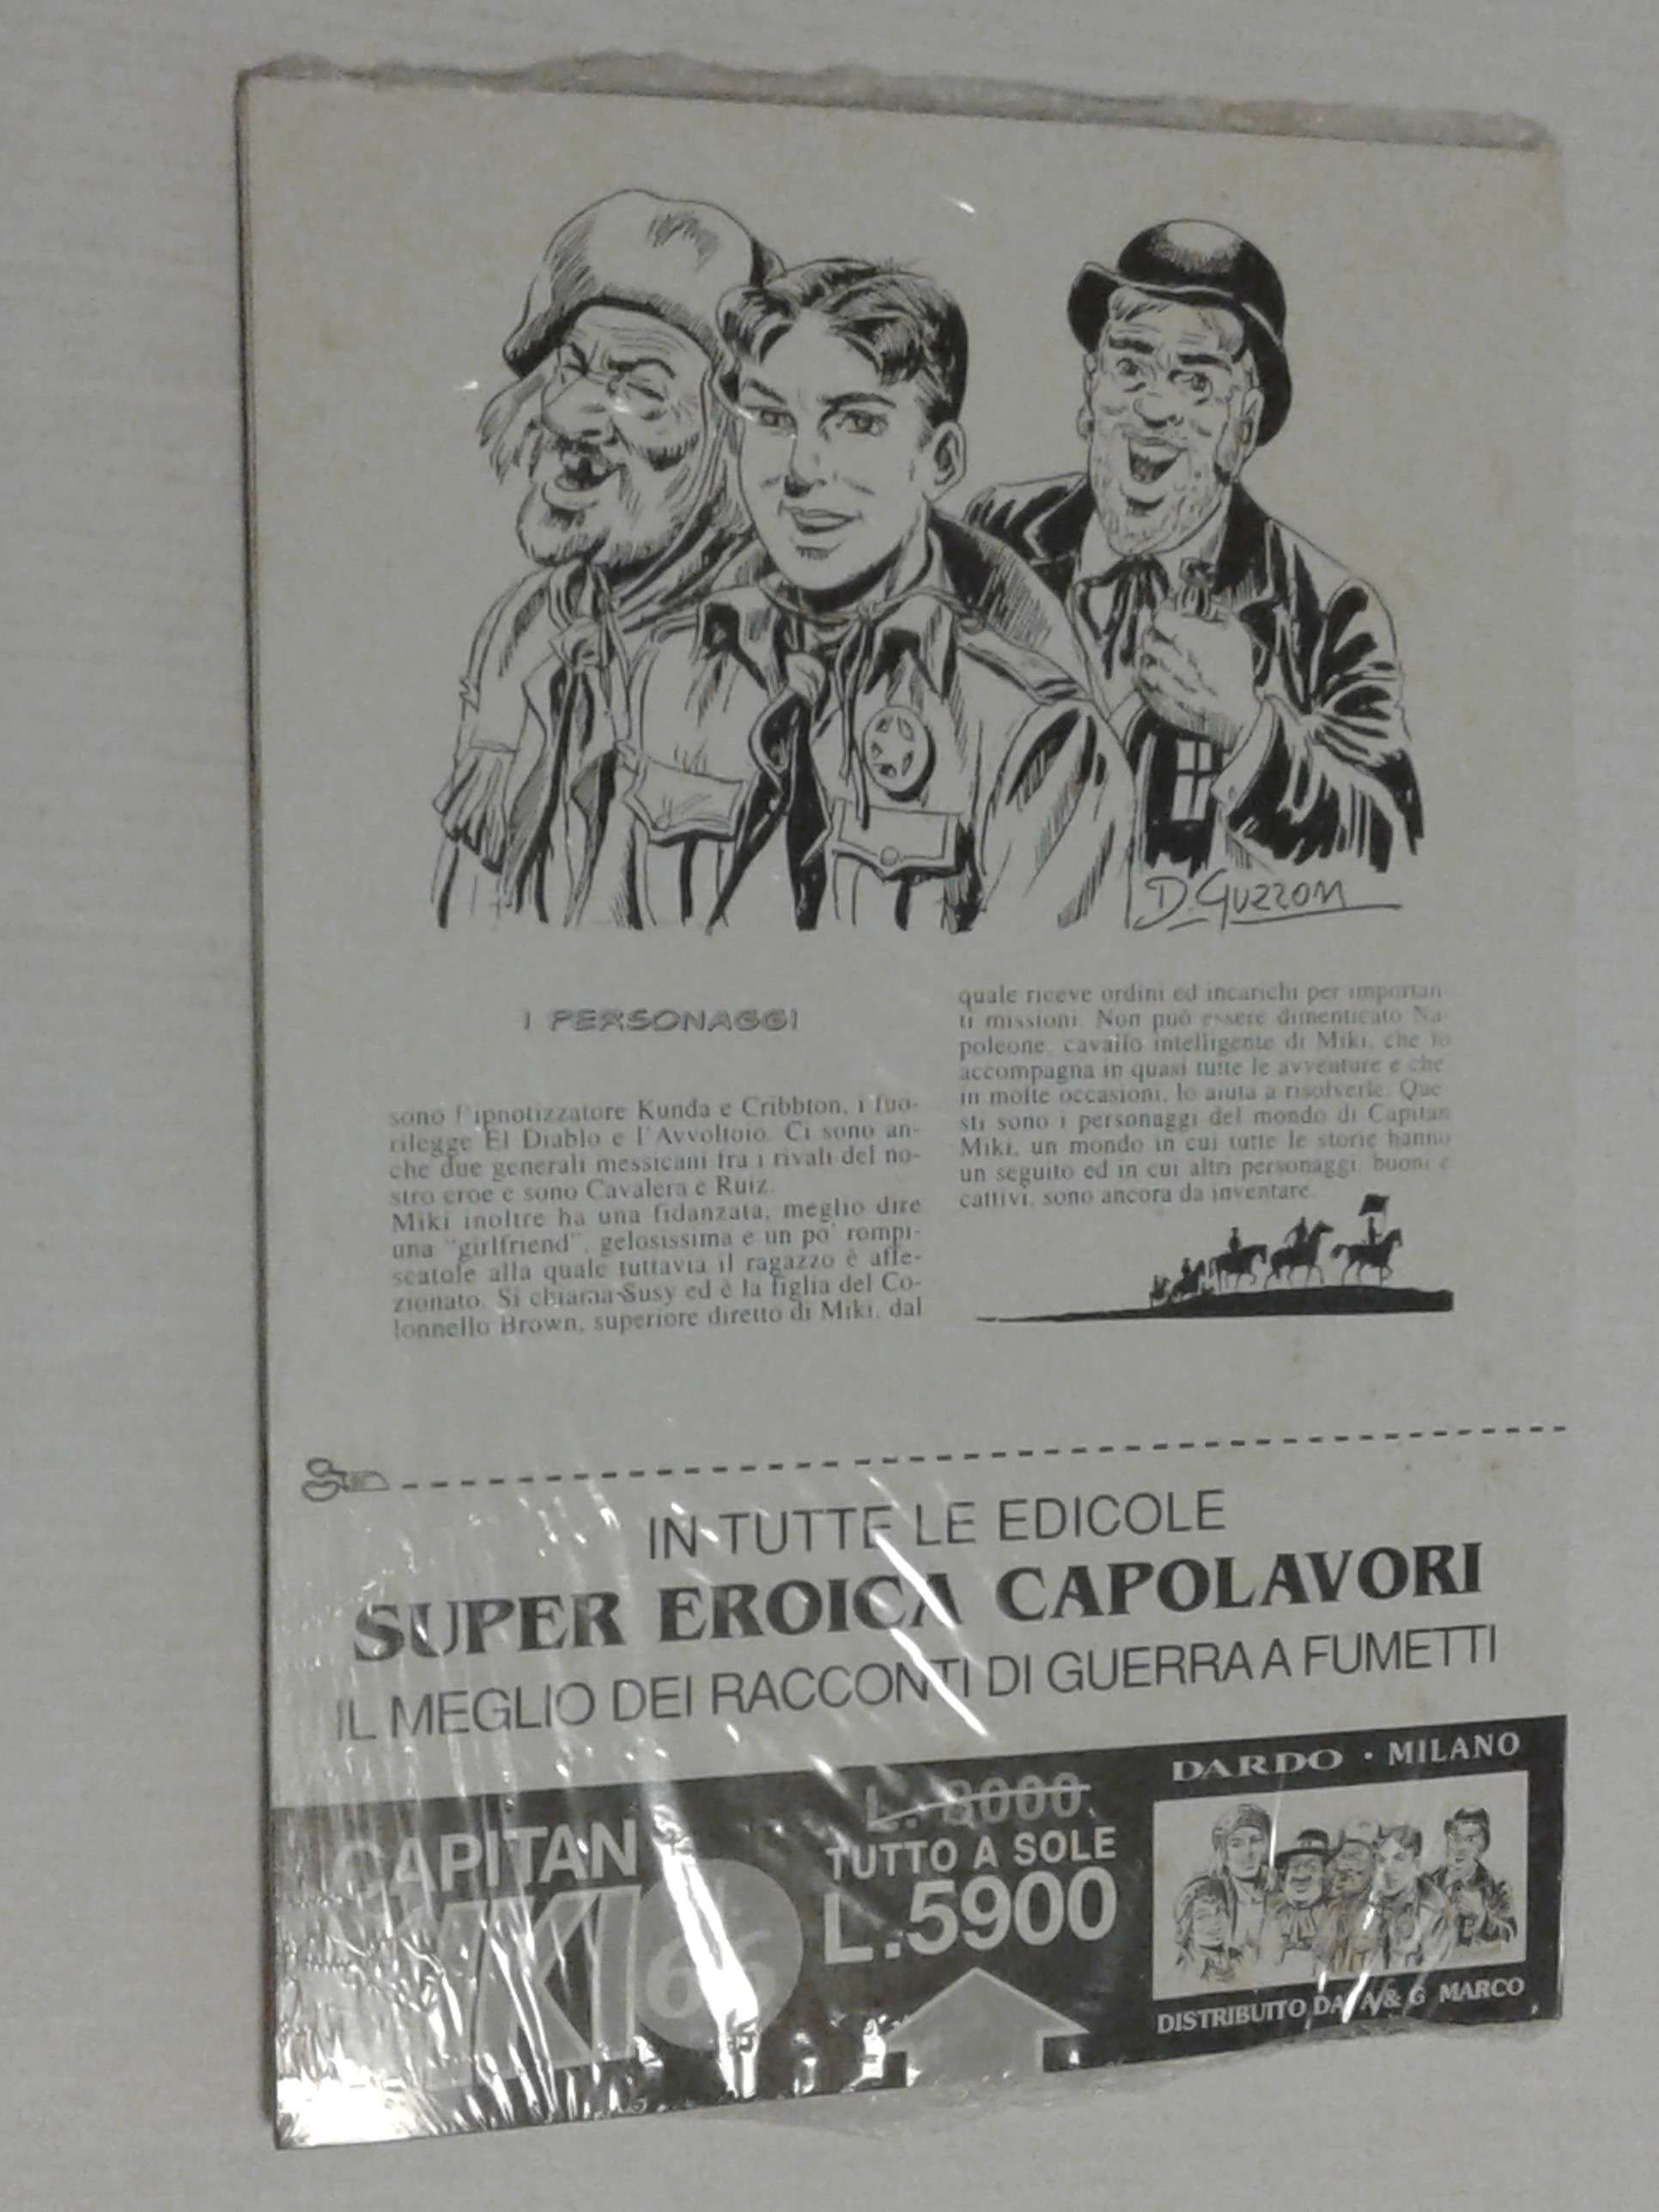 D. GUZZON
I PERSONAGGI
sono l'ipnotizzatore Kunda e Cribbton, i fuo-
rilegge El Diablo e l'Avvoltoio. Ci sono an-
che due generali messicani tra i rivali del no-
stro eroe e sono Cavalera e Ruiz.
Miki inoltre ha una fidanzata, meglio dire
una "girlfriend", gelosissima e un po' rompi-
scatole alla quale tuttavia il ragazzo è affe-
zionato. Si chiama Susy ed è la figlia del Co-
lonnello Brown, superiore diretto di Miki, dal
quale riceve ordini ed incarichi per importan-
ti missioni. Non può essere dimenticato Na-
poleone, cavallo intelligente di Miki, che lo
accompagna in quasi tutte le avventure e che
in molte occasioni, lo aiuta a risolverle. Que-
sti sono i personaggi del mondo di Capitan
Miki, un mondo in cui tutte le storie hanno
un seguito ed in cui altri personaggi, buoni e
cattivi, sono ancora da inventare.
IN TUTTE LE EDICOLE
SUPER EROICA CAPOLAVORI
IL MEGLIO DEI RACCONTI DI GUERRA A FUMETTI
CAPITAN
MIKI
66
L. 8000
TUTTO A SOLE
L.5900
DARDO · MILANO
DISTRIBUITO DA A & G MARCO